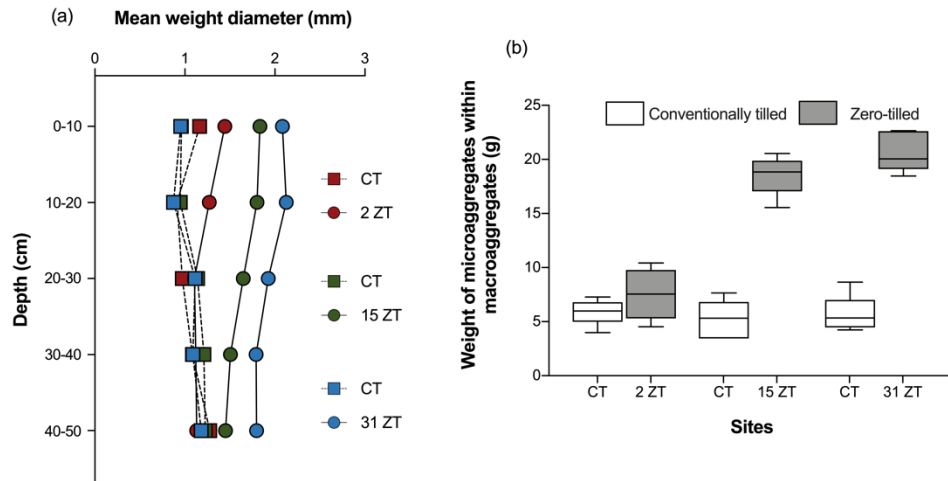 (a)
Mean weight diameter (mm)
0 1 2 3
Depth (cm)
0-10
10-20
20-30
30-40
40-50
CT
2 ZT
CT
15 ZT
CT
31 ZT
(b)
Weight of microaggregates within
macroaggregates (g)
25
20
15
10
5
0
Conventionally tilled Zero-tilled
CT 2 ZT CT 15 ZT CT 31 ZT
Sites